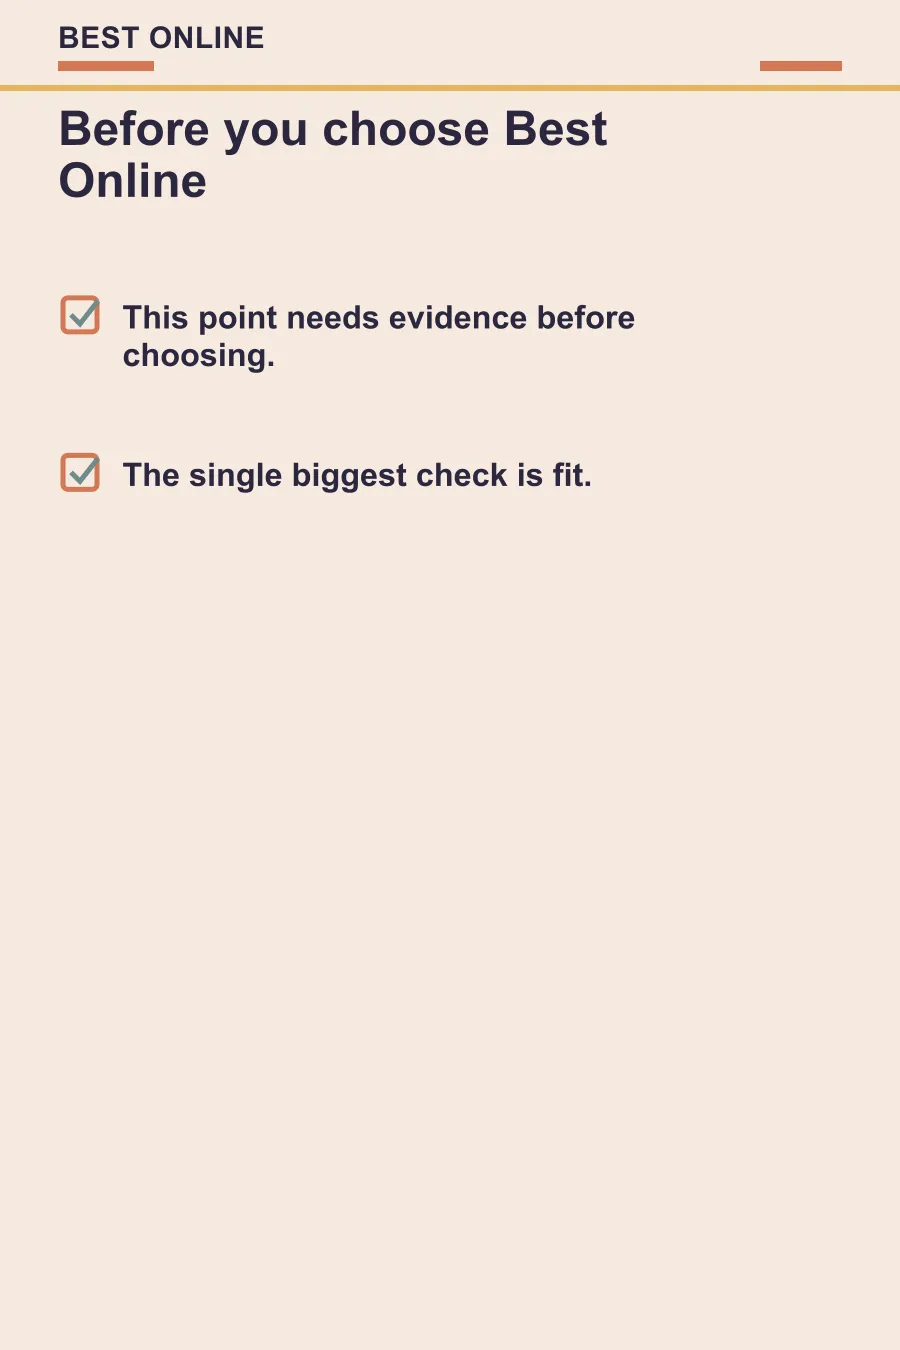 BEST ONLINE
Before you choose Best
Online
This point needs evidence before
choosing.
The single biggest check is fit.